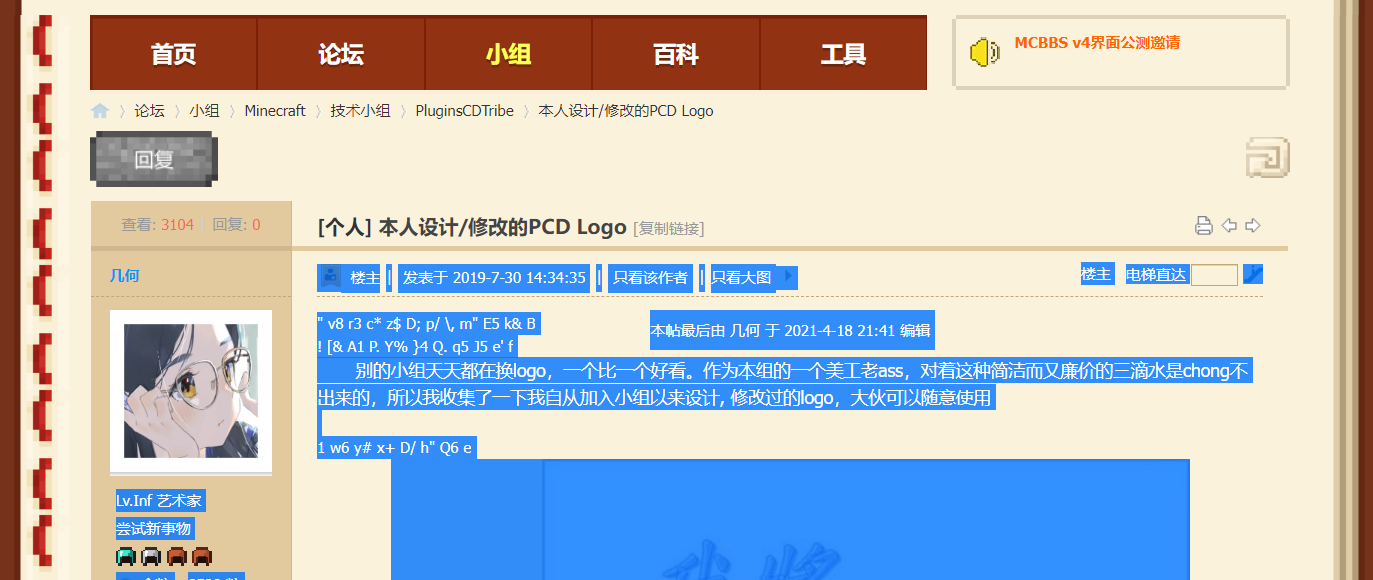 首页 论坛 小组 百科 工具
MCBBS v4界面公测邀请
论坛 小组 Minecraft 技术小组 PluginsCDTribe 本人设计/修改的PCD Logo
回复
查看: 3104 | 回复: 0
[个人] 本人设计/修改的PCD Logo [复制链接]
几何
楼主 | 发表于 2019-7-30 14:34:35 | 只看该作者 | 只看大图
楼主 电梯直达
本帖最后由 几何 于 2021-4-18 21:41 编辑
" v8 r3 c* z$ D; p/ \, m" E5 k& B
! [& A1 P. Y% }4 Q. q5 J5 e' f
别的小组天天都在换logo，一个比一个好看。作为本组的一个美工老ass，对着这种简洁而又廉价的三滴水是chong不
出来的，所以我收集了一下我自从加入小组以来设计, 修改过的logo，大伙可以随意使用
1 w6 y# x+ D/ h" Q6 e
Lv.Inf 艺术家
尝试新事物